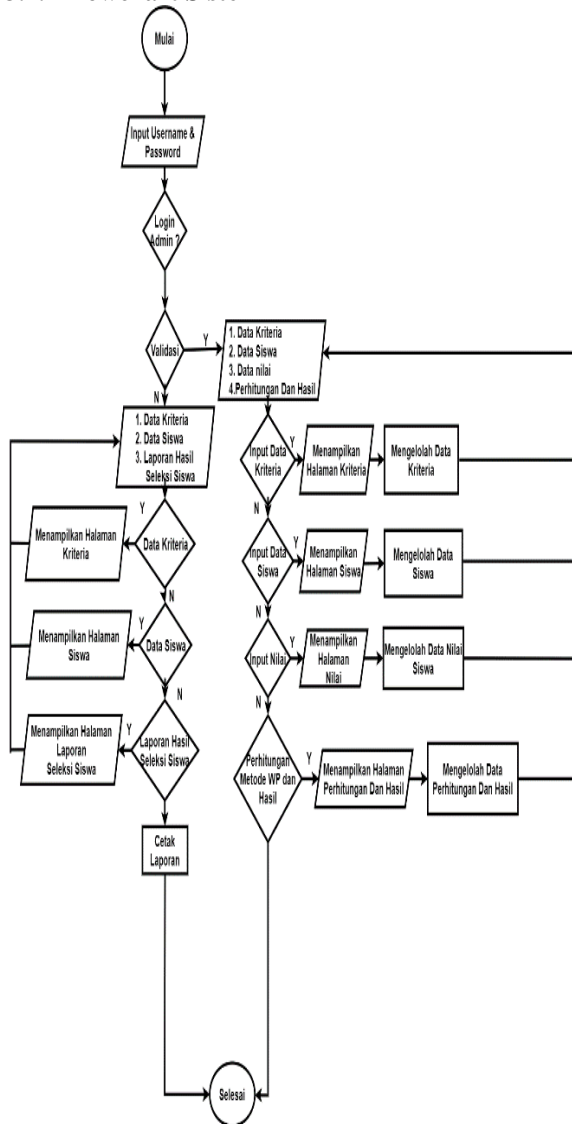 Mulai
Input Username &
Password
Login
Admin ?
Validasi
Y
N
1. Data Kriteria
2. Data Siswa
3. Data nilai
4.Perhitungan Dan Hasil
1. Data Kriteria
2. Data Siswa
3. Laporan Hasil
Seleksi Siswa
Data Kriteria
Y
N
Menampilkan Halaman
Kriteria
Data Siswa
Y
N
Menampilkan Halaman
Siswa
Laporan Hasil
Seleksi Siswa
Y
Menampilkan Halaman
Laporan
Seleksi Siswa
Cetak
Laporan
Input Data
Kriteria
Y
N
Menampilkan
Halaman Kriteria
Mengelolah Data
Kriteria
Input Data
Siswa
Y
N
Menampilkan
Halaman Siswa
Mengelolah Data
Siswa
Input Nilai
Y
N
Menampilkan
Halaman
Nilai
Mengelolah Data Nilai
Siswa
Perhitungan
Metode WP dan
Hasil
Y
Menampilkan Halaman
Perhitungan Dan Hasil
Mengelolah Data
Perhitungan Dan Hasil
Selesai